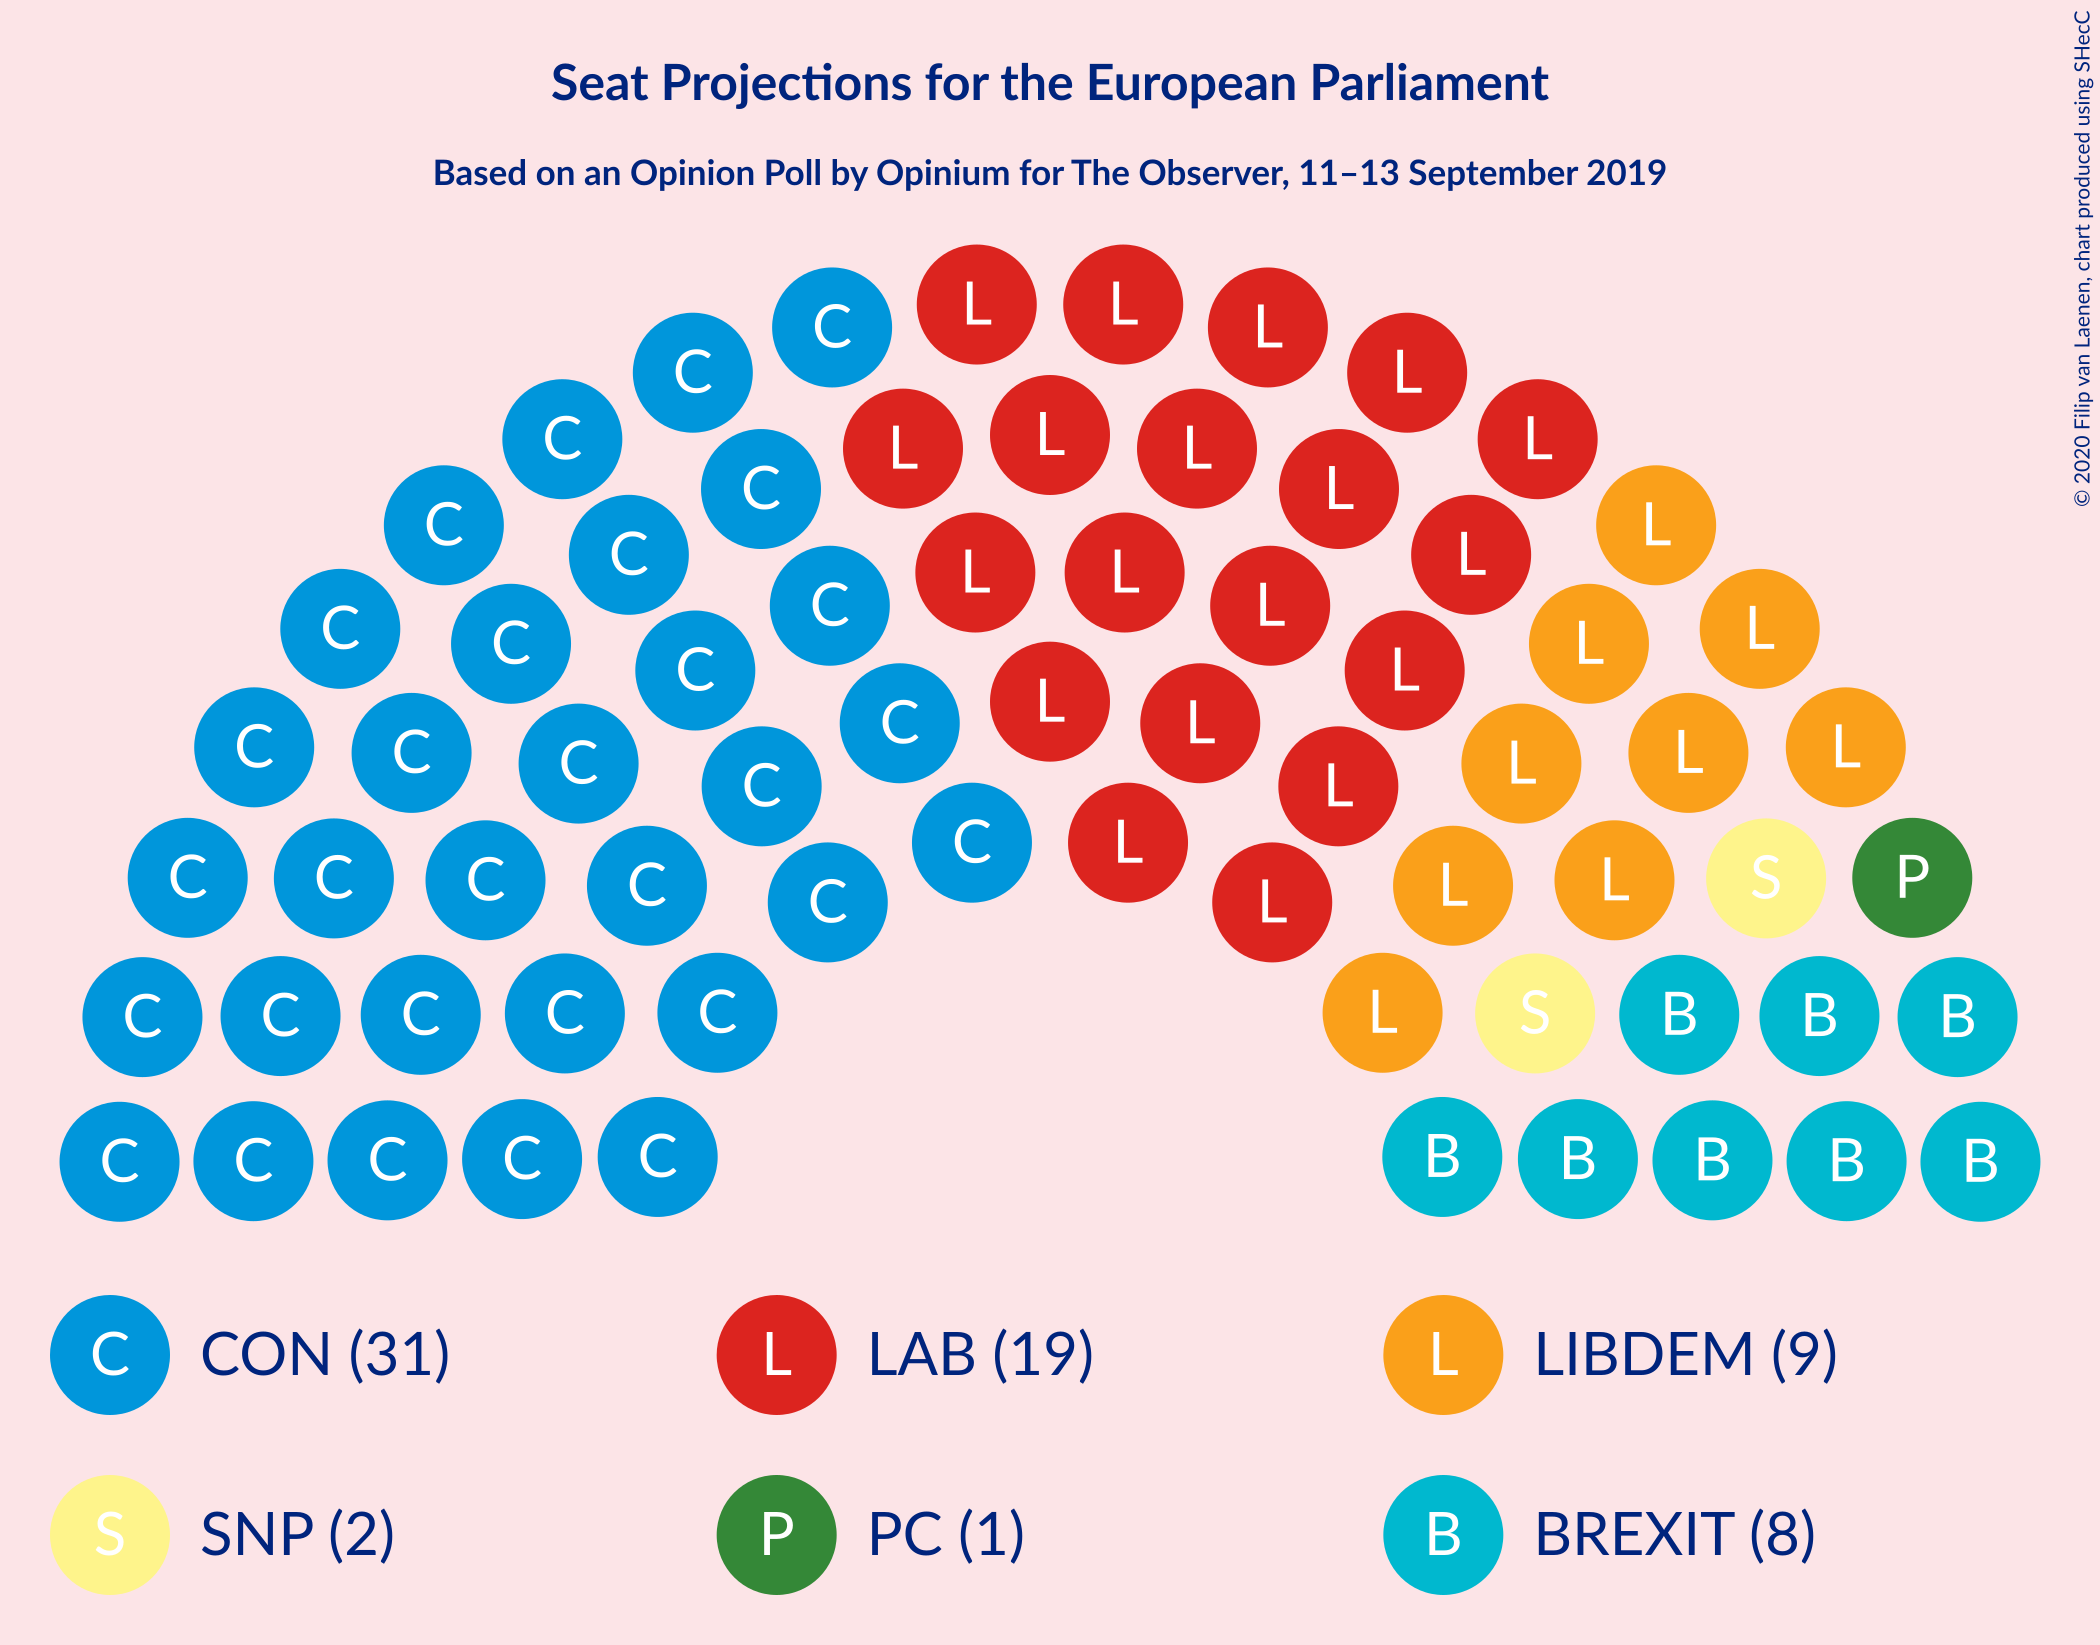 Seat Projections for the European Parliament
Based on an Opinion Poll by Opinium for The Observer, 11–13 September 2019
© 2020 Filip van Laenen, chart produced using SHecC
L L
C L
C L
C L
L
C L L
C L
C L
C L
L L
C L
C L
C L
C L
C L
L
C L
C L
C L
C L
C L
C L
C L
C C C S P
C L
C L
C L
C C C C C L S B B B
C C C C C B B B B B
C CON (31) L LAB (19) L LIBDEM (9)
S SNP (2) P PC (1) B BREXIT (8)